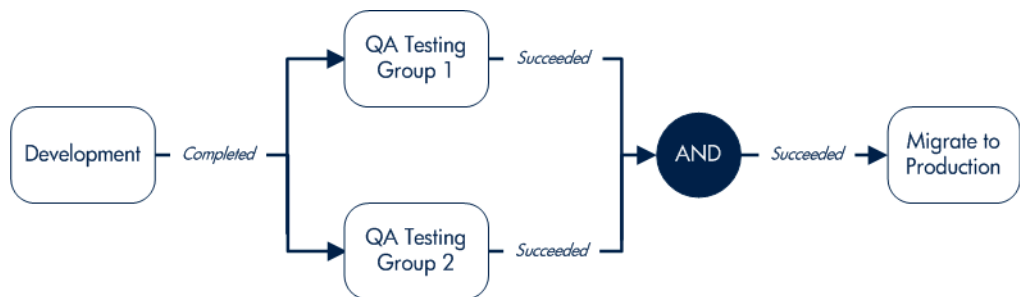 Development
Completed
QA Testing
Group 1
Succeeded
QA Testing
Group 2
Succeeded
AND
Succeeded
Migrate to
Production